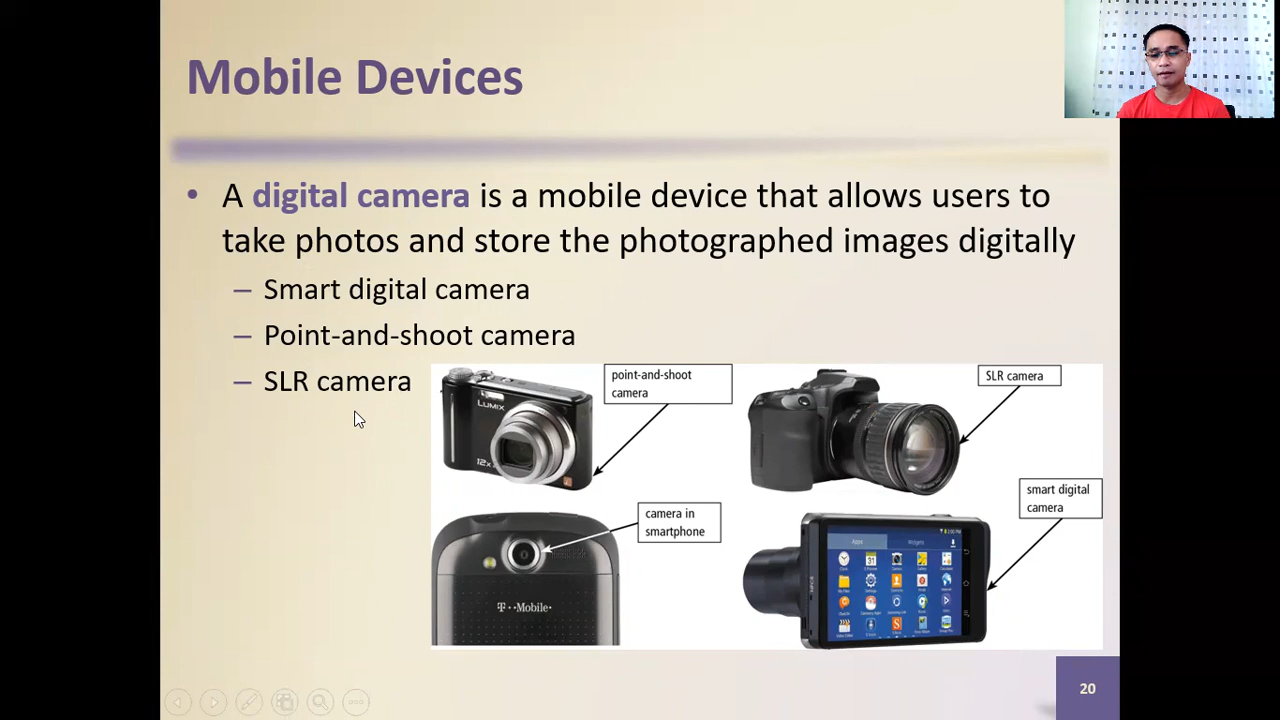 Mobile Devices
• A digital camera is a mobile device that allows users to
take photos and store the photographed images digitally
– Smart digital camera
– Point-and-shoot camera
– SLR camera
point-and-shoot
camera
LUMIX
SLR camera
camera in
smartphone
T··Mobile·
smart digital
camera
Apps
Widgets
20